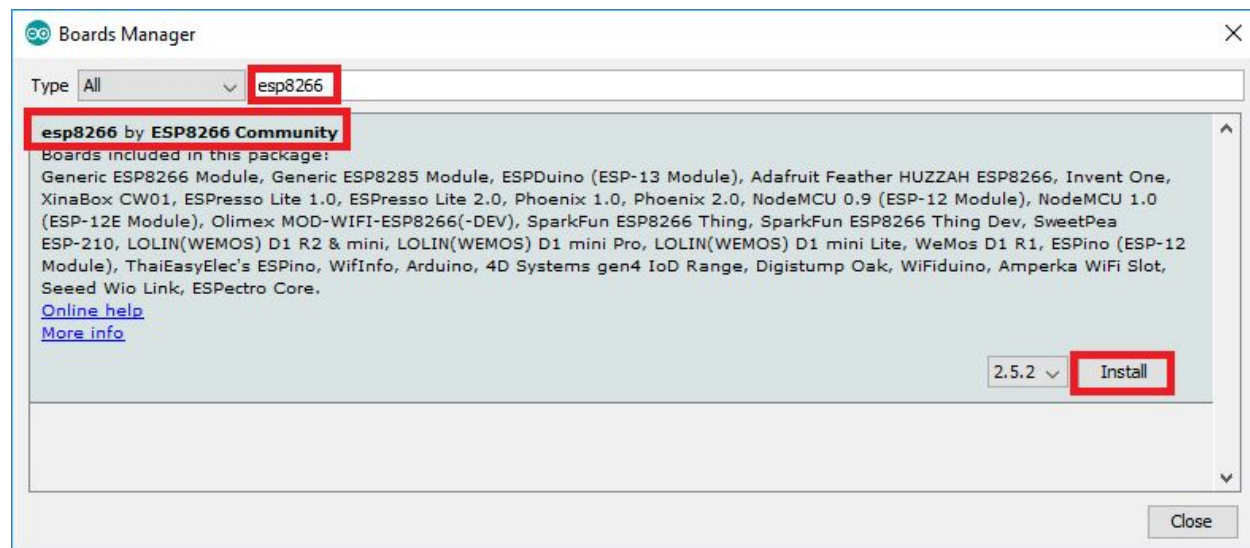 Boards Manager
Type All esp8266
esp8266 by ESP8266 Community
Boards included in this package:
Generic ESP8266 Module, Generic ESP8285 Module, ESPDuino (ESP-13 Module), Adafruit Feather HUZZAH ESP8266, Invent One,
XinaBox CW01, ESPresso Lite 1.0, ESPresso Lite 2.0, Phoenix 1.0, Phoenix 2.0, NodeMCU 0.9 (ESP-12 Module), NodeMCU 1.0
(ESP-12E Module), Olimex MOD-WIFI-ESP8266(-DEV), SparkFun ESP8266 Thing, SparkFun ESP8266 Thing Dev, SweetPea
ESP-210, LOLIN(WEMOS) D1 R2 & mini, LOLIN(WEMOS) D1 mini Pro, LOLIN(WEMOS) D1 mini Lite, WeMos D1 R1, ESPino (ESP-12
Module), ThaiEasyElec's ESPino, WifInfo, Arduino, 4D Systems gen4 IoD Range, Digistump Oak, WiFiduino, Amperka WiFi Slot,
Seeed Wio Link, ESPectro Core.
Online help
More info
2.5.2 Install
Close